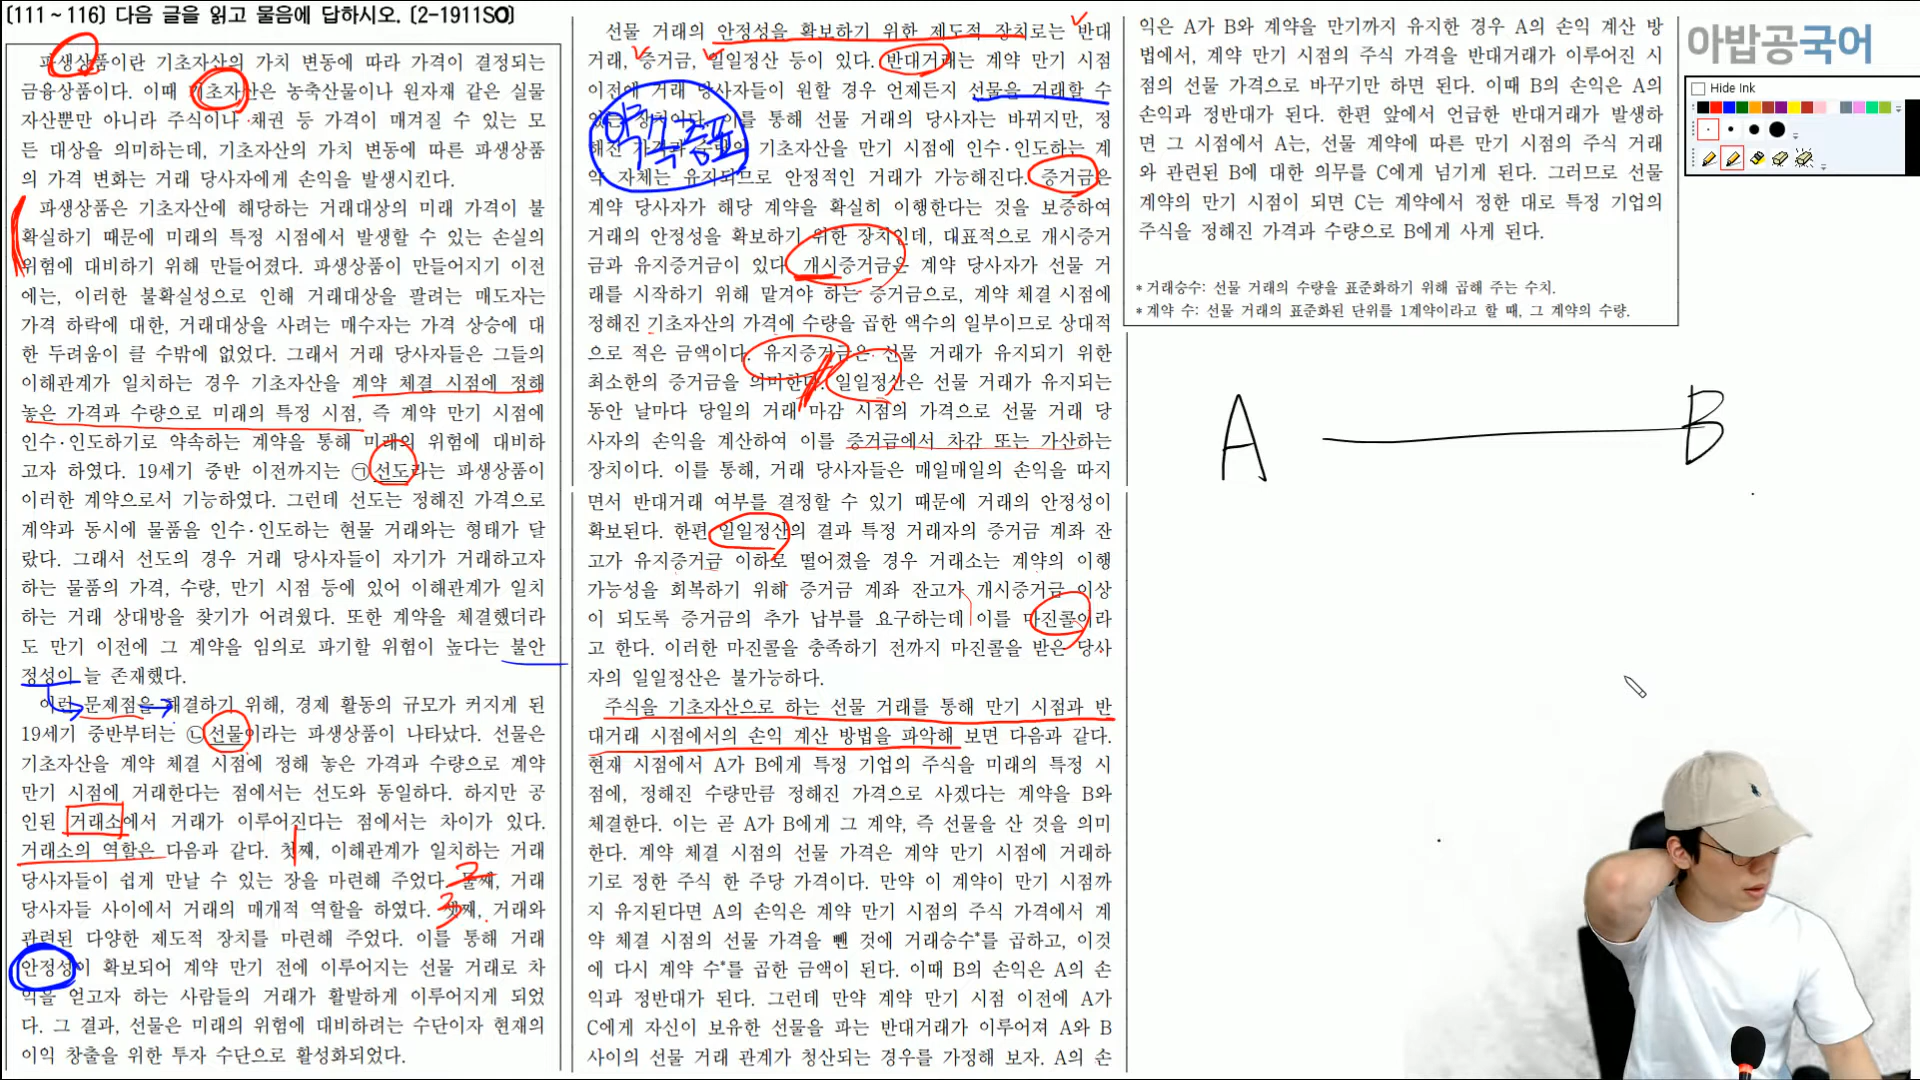 [111 ~ 116] 다음 글을 읽고 물음에 답하시오. [2-1911SO]
파생상품이란 기초자산의 가치 변동에 따라 가격이 결정되는
금융상품이다. 이때 기초자산은 농축산물이나 원자재 같은 실물
자산뿐만 아니라 주식이나 채권 등 가격이 매겨질 수 있는 모
든 대상을 의미하는데, 기초자산의 가치 변동에 따른 파생상품
의 가격 변화는 거래 당사자에게 손익을 발생시킨다.
파생상품은 기초자산에 해당하는 거래대상의 미래 가격이 불
확실하기 때문에 미래의 특정 시점에서 발생할 수 있는 손실의
위험에 대비하기 위해 만들어졌다. 파생상품이 만들어지기 이전
에는, 이러한 불확실성으로 인해 거래대상을 팔려는 매도자는
가격 하락에 대한, 거래대상을 사려는 매수자는 가격 상승에 대
한 두려움이 클 수밖에 없었다. 그래서 거래 당사자들은 그들의
이해관계가 일치하는 경우 기초자산을 계약 체결 시점에 정해
놓은 가격과 수량으로 미래의 특정 시점, 즉 계약 만기 시점에
인수·인도하기로 약속하는 계약을 통해 미래의 위험에 대비하
고자 하였다. 19세기 중반 이전까지는 ㉠선도라는 파생상품이
이러한 계약으로서 기능하였다. 그런데 선도는 정해진 가격으로
계약과 동시에 물품을 인수·인도하는 현물 거래와는 형태가 달
랐다. 그래서 선도의 경우 거래 당사자들이 자기가 거래하고자
하는 물품의 가격, 수량, 만기 시점 등에 있어 이해관계가 일치
하는 거래 상대방을 찾기가 어려웠다. 또한 계약을 체결했더라
도 만기 이전에 그 계약을 임의로 파기할 위험이 높다는 불안
정성이 늘 존재했다.
이런 문제점을 해결하기 위해, 경제 활동의 규모가 커지게 된
19세기 중반부터는 ㉡선물이라는 파생상품이 나타났다. 선물은
기초자산을 계약 체결 시점에 정해 놓은 가격과 수량으로 계약
만기 시점에 거래한다는 점에서는 선도와 동일하다. 하지만 공
인된 거래소에서 거래가 이루어진다는 점에서는 차이가 있다.
거래소의 역할은 다음과 같다. 첫째, 이해관계가 일치하는 거래
당사자들이 쉽게 만날 수 있는 장을 마련해 주었다. 둘째, 거래
당사자들 사이에서 거래의 매개적 역할을 하였다. 셋째, 거래와
관련된 다양한 제도적 장치를 마련해 주었다. 이를 통해 거래
안정성이 확보되어 계약 만기 전에 이루어지는 선물 거래로 차
익을 얻고자 하는 사람들의 거래가 활발하게 이루어지게 되었
다. 그 결과, 선물은 미래의 위험에 대비하려는 수단이자 현재의
이익 창출을 위한 투자 수단으로 활성화되었다.
1
2
3
선물 거래의 안정성을 확보하기 위한 제도적 장치로는 반대
거래, 증거금, 일일정산 등이 있다. 반대거래는 계약 만기 시점
이전에 거래 당사자들이 원할 경우 언제든지 선물을 거래할 수
있는 장치이다. 이를 통해 선물 거래의 당사자는 바뀌지만, 정
해진 가격과 수량의 기초자산을 만기 시점에 인수·인도하는 계
약 자체는 유지되므로 안정적인 거래가 가능해진다. 증거금은
계약 당사자가 해당 계약을 확실히 이행한다는 것을 보증하여
거래의 안정성을 확보하기 위한 장치인데, 대표적으로 개시증거
금과 유지증거금이 있다. 개시증거금은 계약 당사자가 선물 거
래를 시작하기 위해 맡겨야 하는 증거금으로, 계약 체결 시점에
정해진 기초자산의 가격에 수량을 곱한 액수의 일부이므로 상대적
으로 적은 금액이다. 유지증거금은 선물 거래가 유지되기 위한
최소한의 증거금을 의미한다. 일일정산은 선물 거래가 유지되는
동안 날마다 당일의 거래 마감 시점의 가격으로 선물 거래 당
사자의 손익을 계산하여 이를 증거금에서 차감 또는 가산하는
장치이다. 이를 통해, 거래 당사자들은 매일매일의 손익을 따지
면서 반대거래 여부를 결정할 수 있기 때문에 거래의 안정성이
확보된다. 한편 일일정산의 결과 특정 거래자의 증거금 계좌 잔
고가 유지증거금 이하로 떨어졌을 경우 거래소는 계약의 이행
가능성을 회복하기 위해 증거금 계좌 잔고가 개시증거금 이상
이 되도록 증거금의 추가 납부를 요구하는데 이를 마진콜이라
고 한다. 이러한 마진콜을 충족하기 전까지 마진콜을 받은 당사
자의 일일정산은 불가능하다.
주식을 기초자산으로 하는 선물 거래를 통해 만기 시점과 반
대거래 시점에서의 손익 계산 방법을 파악해 보면 다음과 같다.
현재 시점에서 A가 B에게 특정 기업의 주식을 미래의 특정 시
점에, 정해진 수량만큼 정해진 가격으로 사겠다는 계약을 B와
체결한다. 이는 곧 A가 B에게 그 계약, 즉 선물을 산 것을 의미
한다. 계약 체결 시점의 선물 가격은 계약 만기 시점에 거래하
기로 정한 주식 한 주당 가격이다. 만약 이 계약이 만기 시점까
지 유지된다면 A의 손익은 계약 만기 시점의 주식 가격에서 계
약 체결 시점의 선물 가격을 뺀 것에 거래승수*를 곱하고, 이것
에 다시 계약 수*를 곱한 금액이 된다. 이때 B의 손익은 A의 손
익과 정반대가 된다. 그런데 만약 계약 만기 시점 이전에 A가
C에게 자신이 보유한 선물을 파는 반대거래가 이루어져 A와 B
사이의 선물 거래 관계가 청산되는 경우를 가정해 보자. A의 손
익은 A가 B와 계약을 만기까지 유지한 경우 A의 손익 계산 방
법에서, 계약 만기 시점의 주식 가격을 반대거래가 이루어진 시
점의 선물 가격으로 바꾸기만 하면 된다. 이때 B의 손익은 A의
손익과 정반대가 된다. 한편 앞에서 언급한 반대거래가 발생하
면 그 시점에서 A는, 선물 계약에 따른 만기 시점의 주식 거래
와 관련된 B에 대한 의무를 C에게 넘기게 된다. 그러므로 선물
계약의 만기 시점이 되면 C는 계약에서 정한 대로 특정 기업의
주식을 정해진 가격과 수량으로 B에게 사게 된다.
* 거래승수: 선물 거래의 수량을 표준화하기 위해 곱해 주는 수치.
* 계약 수: 선물 거래의 표준화된 단위를 1계약이라고 할 때, 그 계약의 수량.
아밥공국어
Hide Ink
A
B